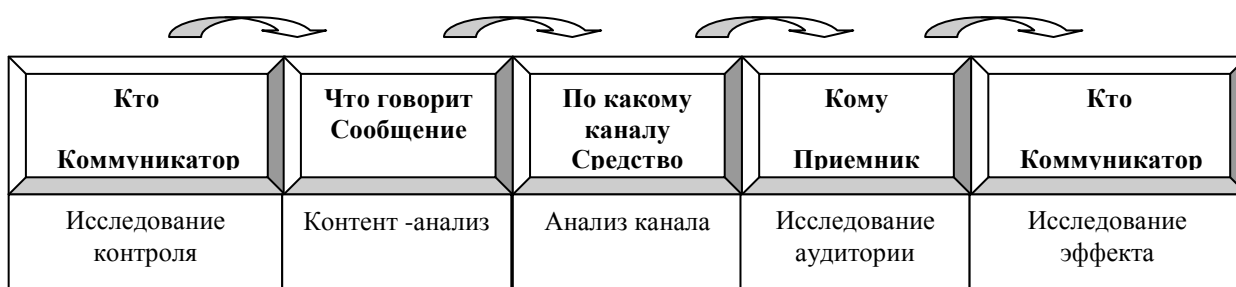 Кто
Коммуникатор
Что говорит
Сообщение
По какому
каналу
Средство
Кому
Приемник
Кто
Коммуникатор
Исследование
контроля
Контент -анализ
Анализ канала
Исследование
аудитории
Исследование
эффекта